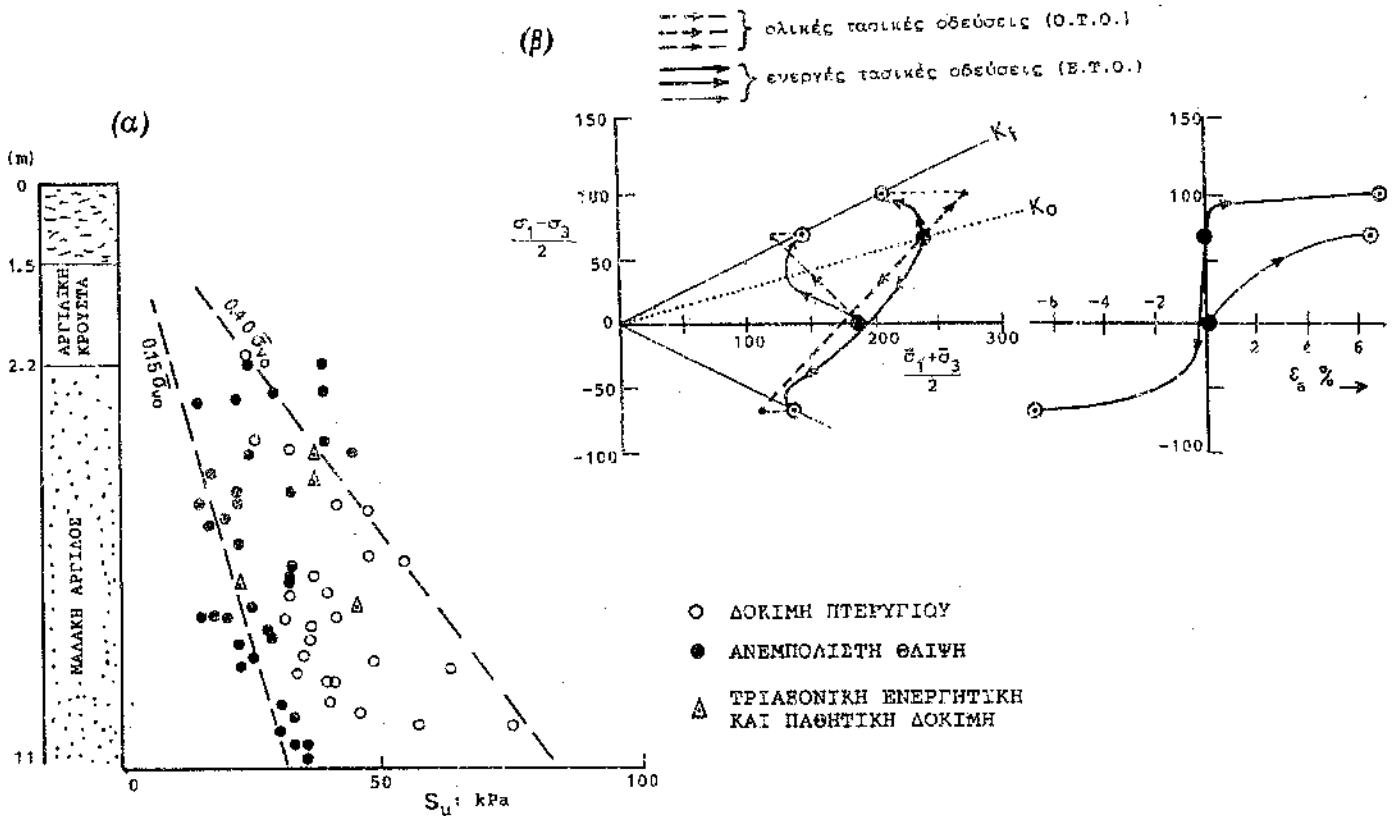 (β)
ολικές τασικές οδεύσεις (Ο.Τ.Ο.)
ενεργές τασικές οδεύσεις (Ε.Τ.Ο.)
(α)
(m)
0
1.5
2.2
11
ΑΡΓΙΛΙΚΗ
ΚΡΟΥΣΤΑ
ΜΑΛΑΚΗ ΑΡΓΙΛΟΣ
0.15 σ̄vo
0.40 σ̄vo
0
50
100
Su: kPa
150
100
50
0
-50
-100
σ1-σ3
2
Kf
Ko
100
200
300
σ̄1+σ̄3
2
150
100
50
-100
-6
-4
-2
2
4
6
εa %
ΔΟΚΙΜΗ ΠΤΕΡΥΓΙΟΥ
ΑΝΕΜΠΟΔΙΣΤΗ ΘΛΙΨΗ
ΤΡΙΑΞΟΝΙΚΗ ΕΝΕΡΓΗΤΙΚΗ
ΚΑΙ ΠΑΘΗΤΙΚΗ ΔΟΚΙΜΗ